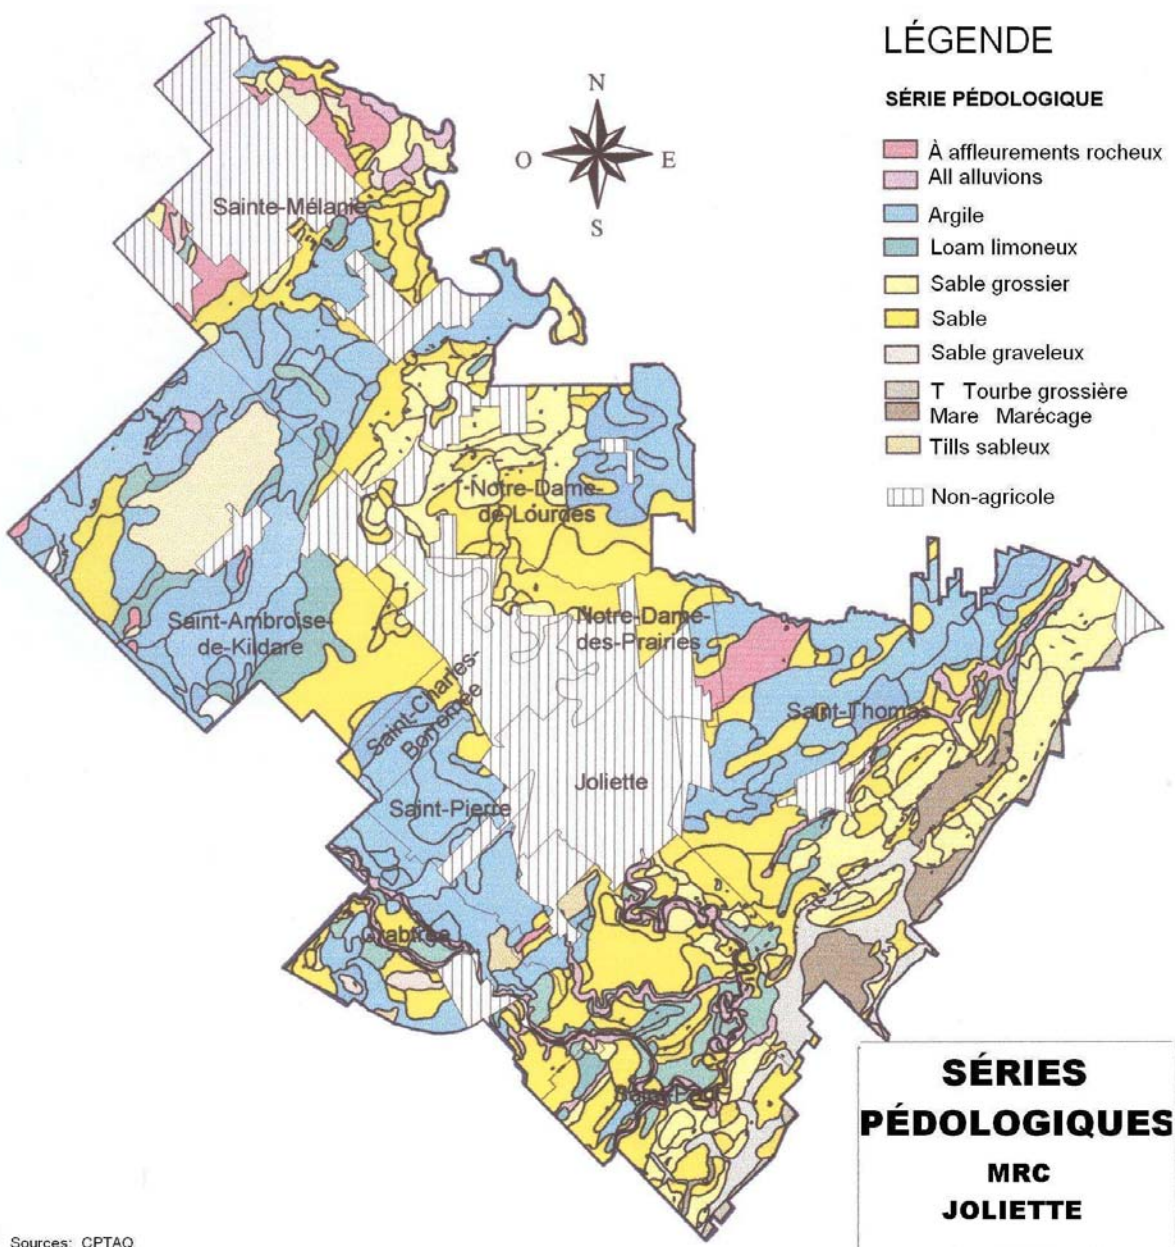 LÉGENDE
SÉRIE PÉDOLOGIQUE
À affleurements rocheux
All alluvions
Argile
Loam limoneux
Sable grossier
Sable
Sable graveleux
T Tourbe grossière
Mare Marécage
Tills sableux
Non-agricole
N
O
E
S
Sainte-Mélanie
Notre-Dame-
de-Lourdes
Saint-Ambroise-
de-Kildare
Notre-Dame-
des-Prairies
Saint-Charles-
Borromée
Saint-Thomas
Joliette
Saint-Pierre
Crabtree
Saint-Paul
SÉRIES
PÉDOLOGIQUES
MRC
JOLIETTE
Sources: CPTAQ